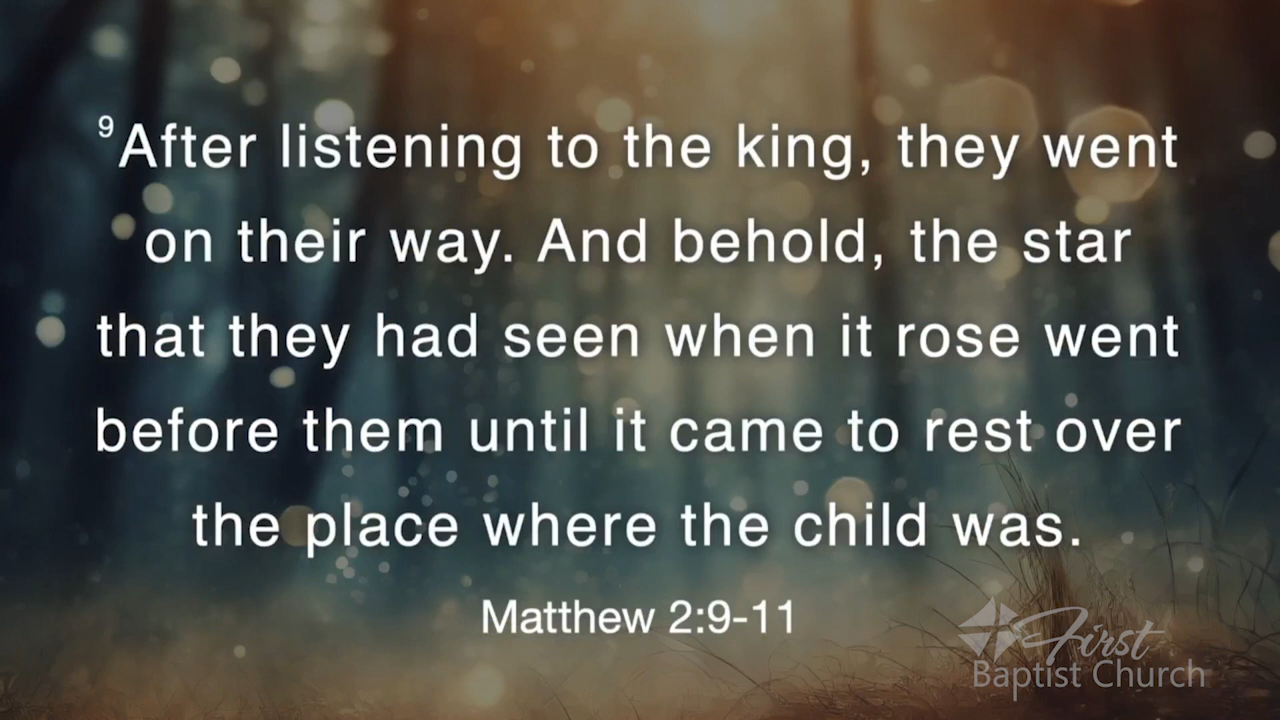 9 After listening to the king, they went
on their way. And behold, the star
that they had seen when it rose went
before them until it came to rest over
the place where the child was.
Matthew 2:9-11
First
Baptist Church